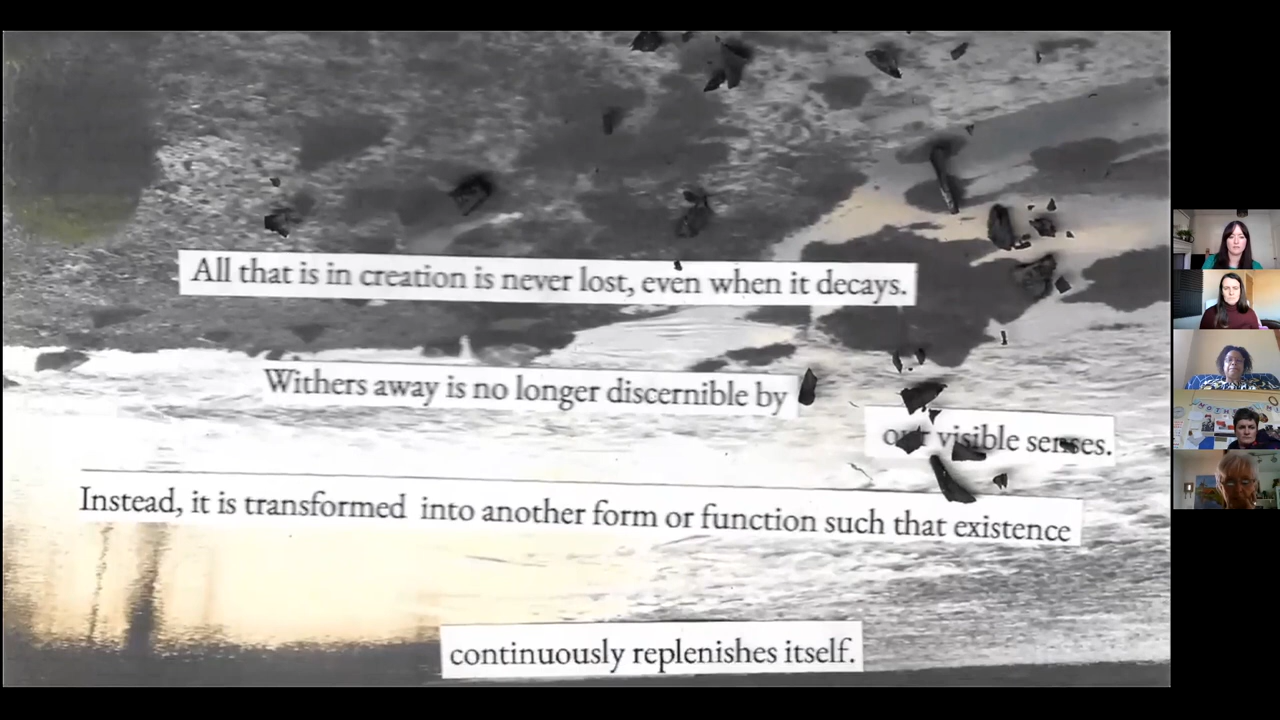 All that is in creation is never lost, even when it decays.
Withers away is no longer discernible by
our visible senses.
Instead, it is transformed into another form or function such that existence
continuously replenishes itself.